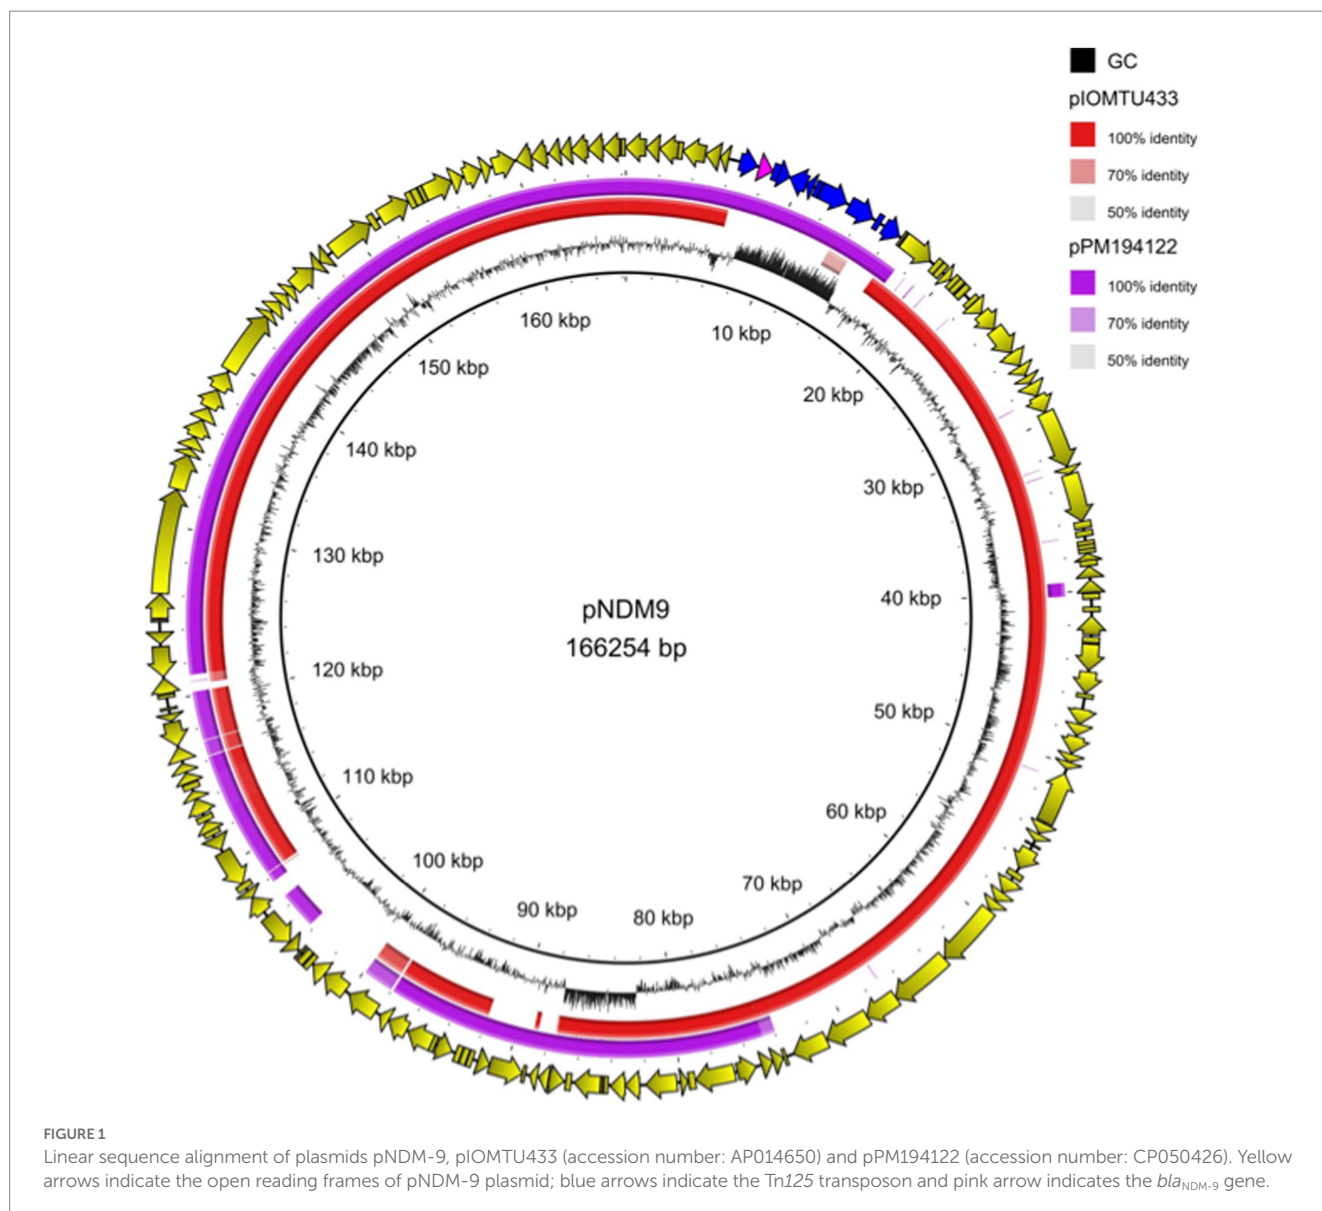 GC
pIOMTU433
100% identity
70% identity
50% identity
pPM194122
100% identity
70% identity
50% identity
160 kbp
10 kbp
150 kbp
20 kbp
140 kbp
30 kbp
130 kbp
40 kbp
pNDM9
166254 bp
120 kbp
50 kbp
110 kbp
60 kbp
100 kbp
70 kbp
90 kbp
80 kbp
FIGURE 1
Linear sequence alignment of plasmids pNDM-9, pIOMTU433 (accession number: AP014650) and pPM194122 (accession number: CP050426). Yellow
arrows indicate the open reading frames of pNDM-9 plasmid; blue arrows indicate the Tn125 transposon and pink arrow indicates the blaNDM-9 gene.